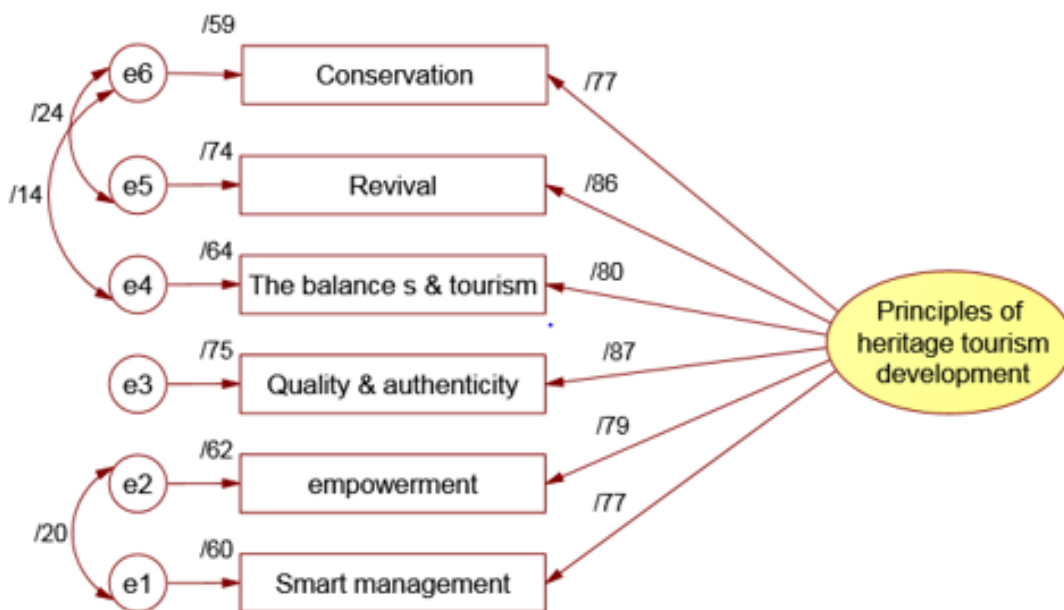 /59
e6
Conservation
/77
/24
/74
e5
Revival
/86
/14
/64
e4
The balance s & tourism
/80
Principles of
heritage tourism
development
/75
e3
Quality & authenticity
/87
/62
e2
empowerment
/79
/20
/60
e1
Smart management
/77